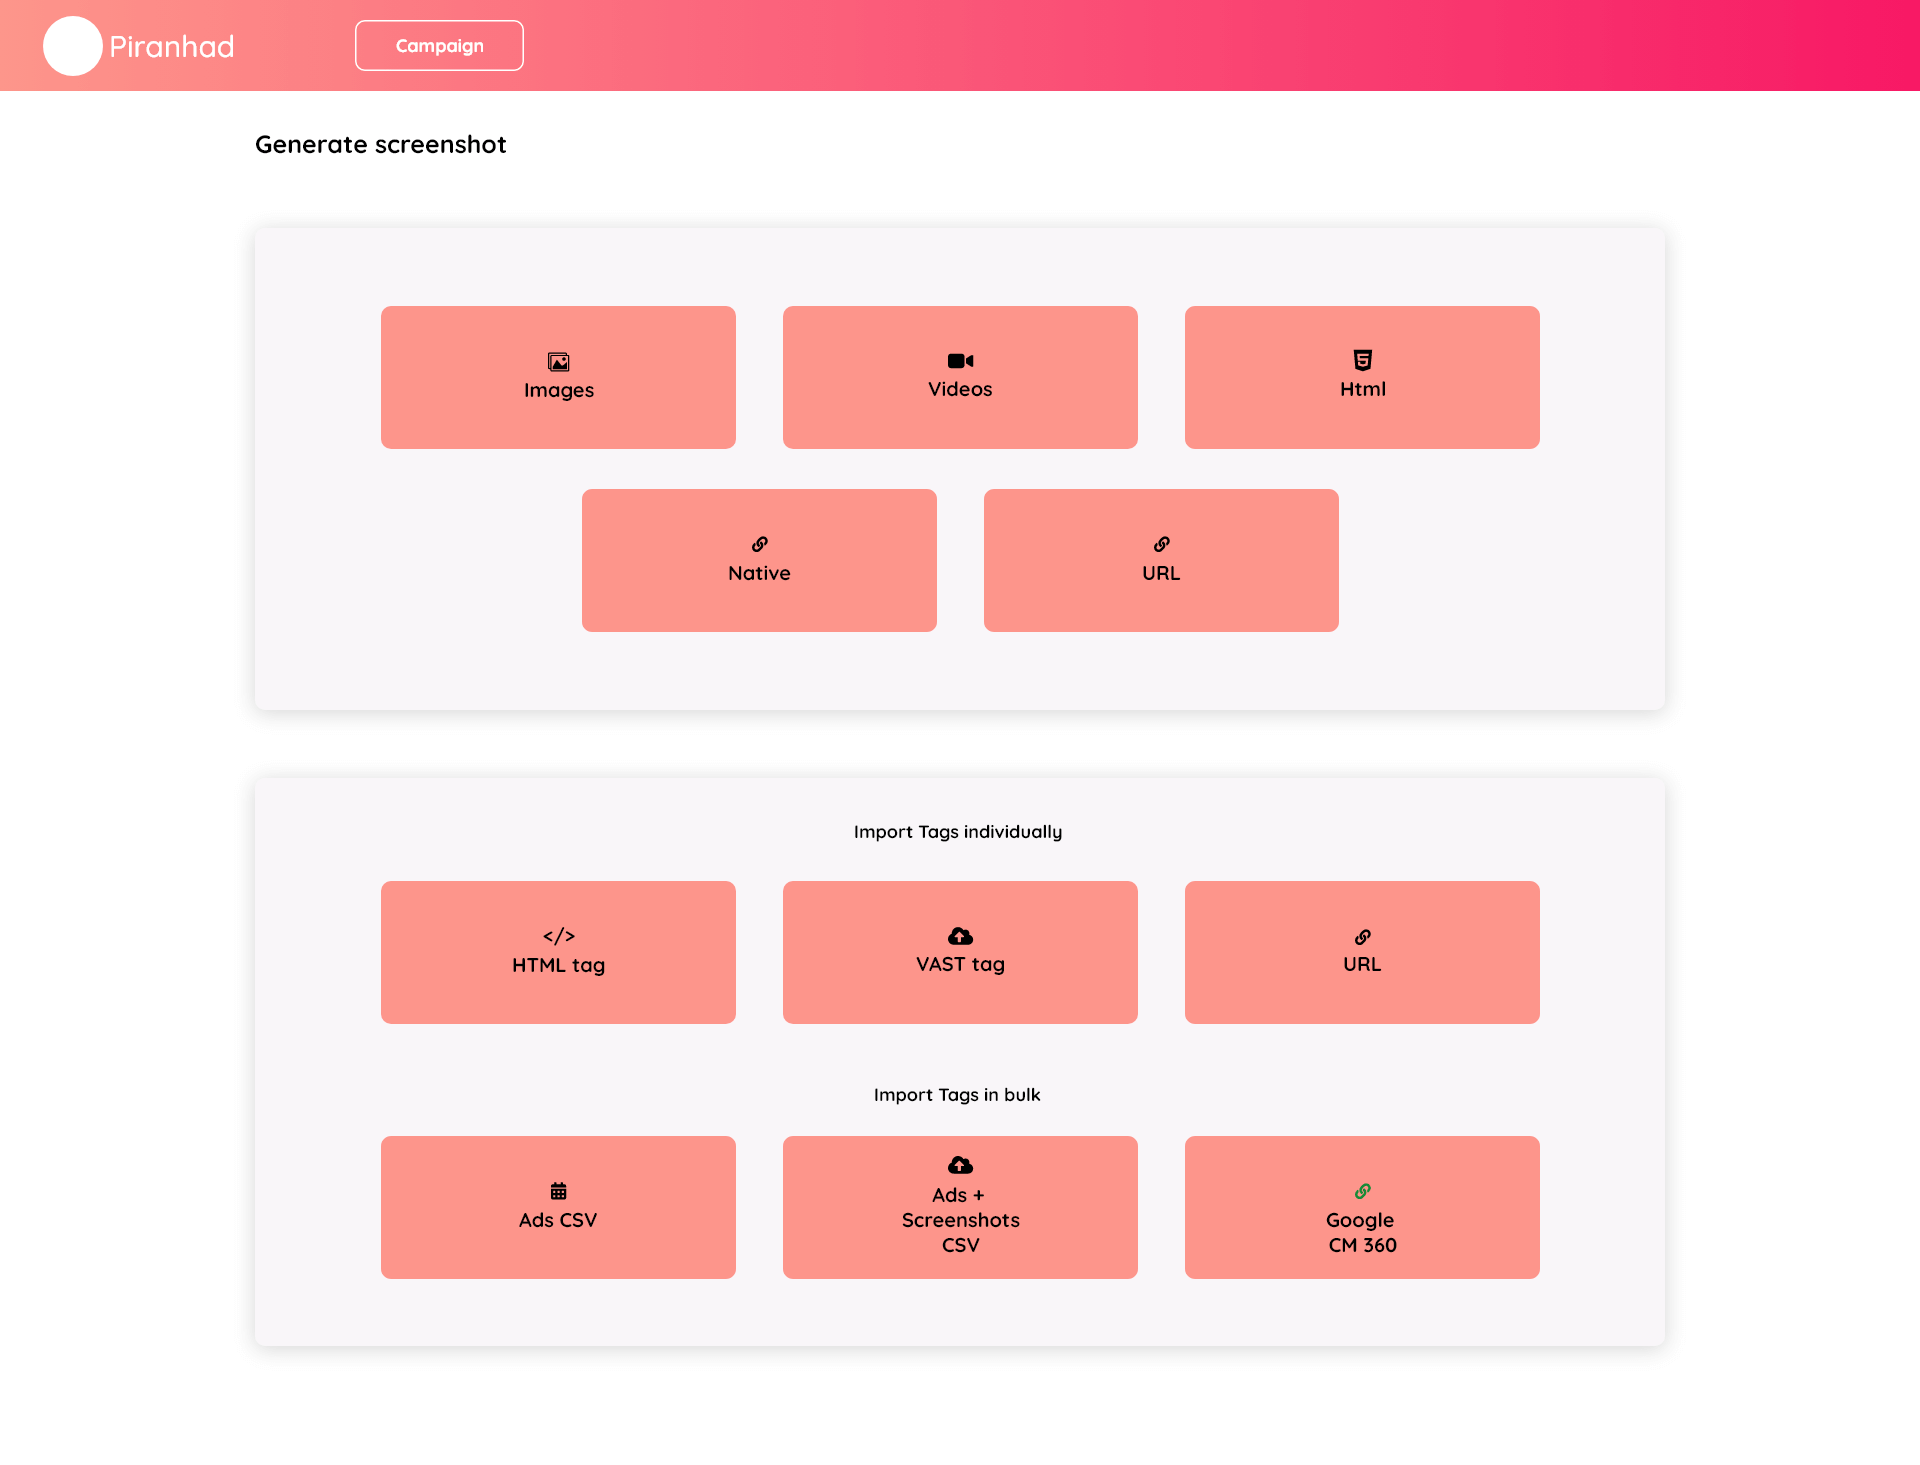 Piranhad
Campaign
Generate screenshot
Images
Videos
Html
Native
URL
Import Tags individually
</>
HTML tag
VAST tag
URL
Import Tags in bulk
Ads CSV
Ads +
Screenshots
CSV
Google
CM 360